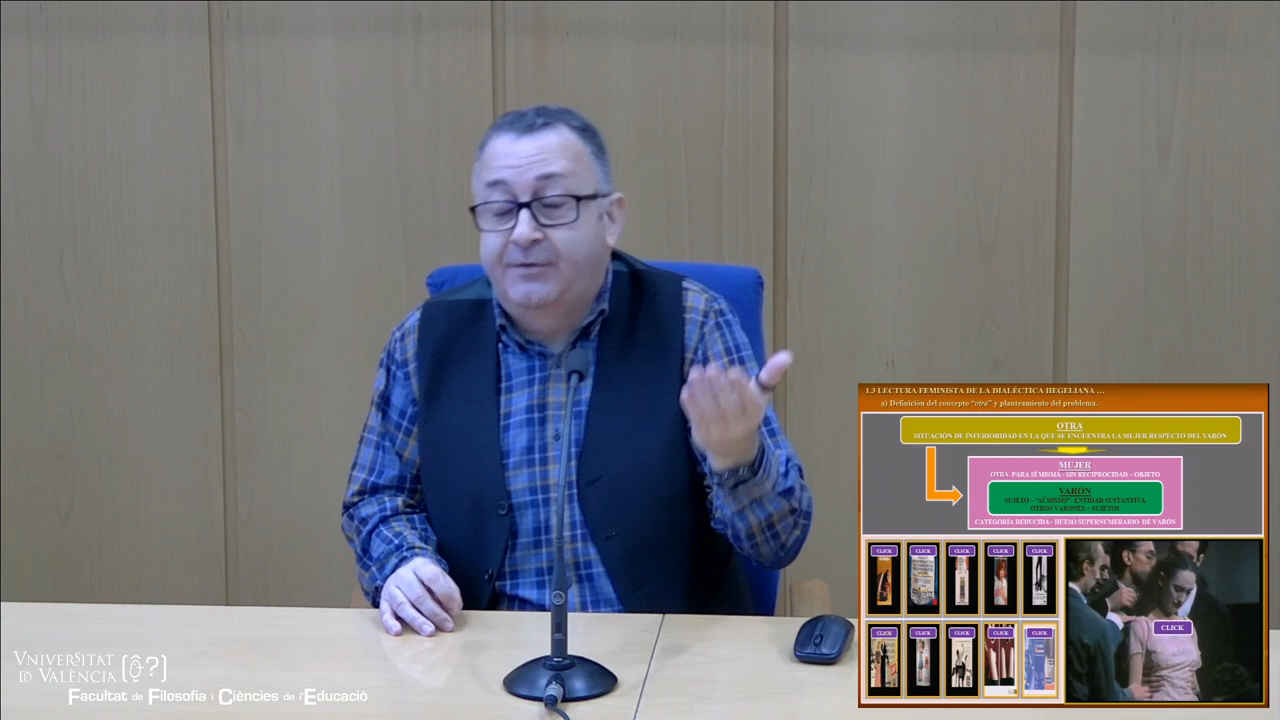 1.3 LECTURA FEMINISTA DE LA DIALÉCTICA HEGELIANA ...
a) Definición del concepto "otra" y planteamiento del problema.
OTRA
SITUACIÓN DE INFERIORIDAD EN LA QUE SE ENCUENTRA LA MUJER RESPECTO DEL VARÓN
MUJER
OTRA PARA SÍ MISMA= SIN RECIPROCIDAD = OBJETO
VARÓN
SUJETO = "SÍ MISMO"= ENTIDAD SUSTANTIVA
OTROS VARONES = SUJETOS
CATEGORÍA DEDUCIDA= HUESO SUPERNUMERARIO DE VARÓN
CLICK CLICK CLICK CLICK CLICK
CLICK
CLICK CLICK CLICK CLICK CLICK
VNIVERSITAT
ID VALÈNCIA
Facultat de Filosofia i Ciències de l'Educació